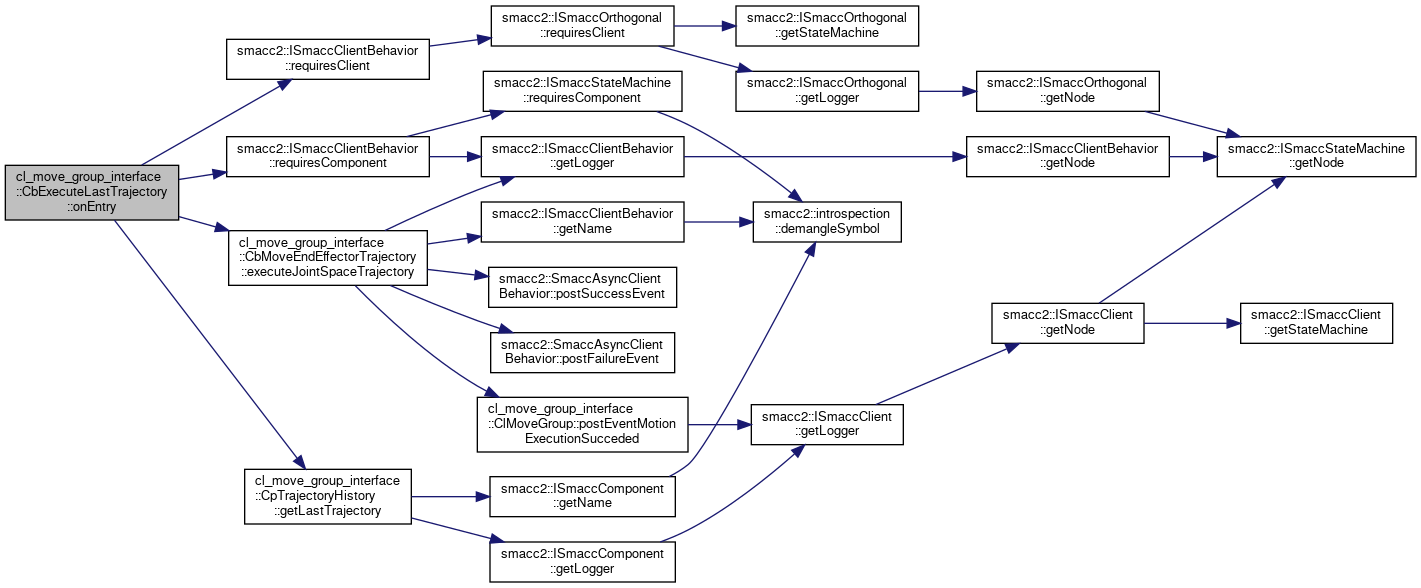 cl_move_group_interface
::CbExecuteLastTrajectory
::onEntry
smacc2::ISmaccClientBehavior
::requiresClient
smacc2::ISmaccOrthogonal
::requiresClient
smacc2::ISmaccOrthogonal
::getStateMachine
smacc2::ISmaccOrthogonal
::getLogger
smacc2::ISmaccOrthogonal
::getNode
smacc2::ISmaccStateMachine
::getNode
smacc2::ISmaccClientBehavior
::requiresComponent
smacc2::ISmaccStateMachine
::requiresComponent
smacc2::ISmaccClientBehavior
::getLogger
smacc2::ISmaccClientBehavior
::getNode
smacc2::introspection
::demangleSymbol
cl_move_group_interface
::CbMoveEndEffectorTrajectory
::executeJointSpaceTrajectory
smacc2::ISmaccClientBehavior
::getName
smacc2::SmaccAsyncClient
Behavior::postSuccessEvent
smacc2::SmaccAsyncClient
Behavior::postFailureEvent
cl_move_group_interface
::ClMoveGroup::postEventMotion
ExecutionSucceded
smacc2::ISmaccClient
::getLogger
smacc2::ISmaccClient
::getNode
smacc2::ISmaccClient
::getStateMachine
cl_move_group_interface
::CpTrajectoryHistory
::getLastTrajectory
smacc2::ISmaccComponent
::getName
smacc2::ISmaccComponent
::getLogger